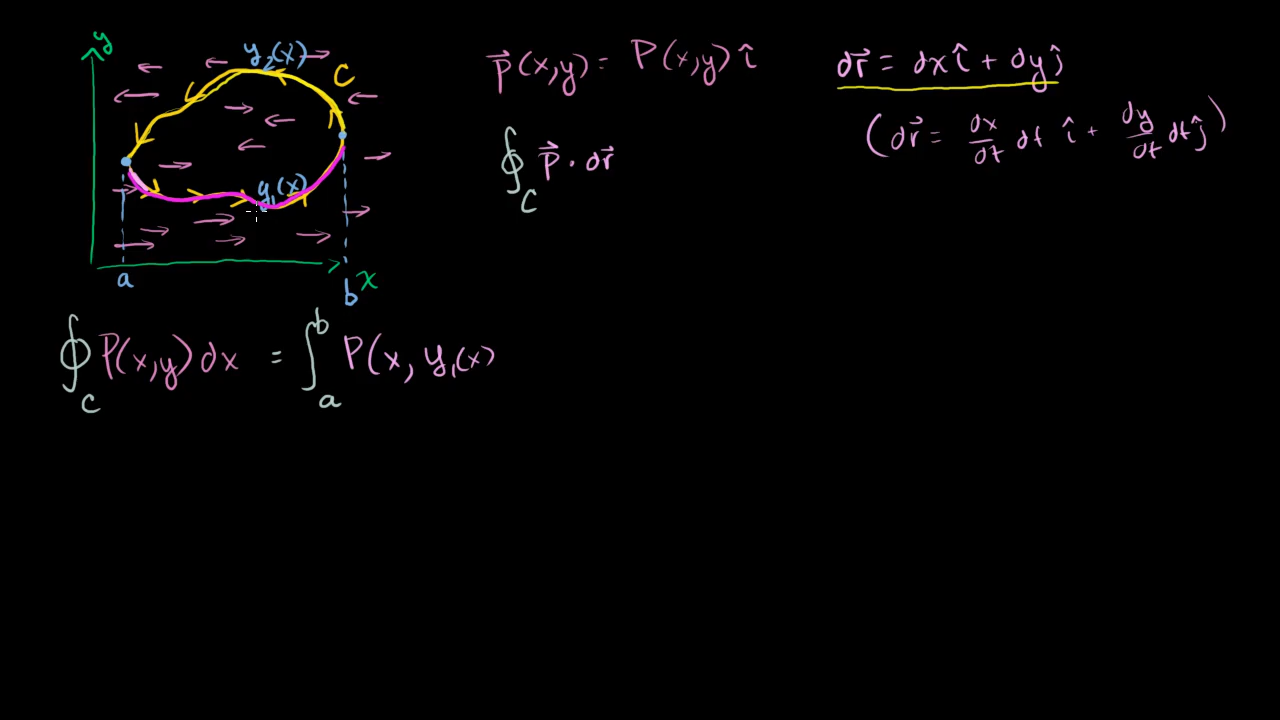 y
y₂(x)
C
y₁(x)
a
b
x
p⃗(x,y) = P(x,y) î
dr⃗ = dx î + dy ĵ
(dr⃗ = dx/dt dt î + dy/dt dt ĵ)
∮_C p⃗ · dr⃗
∮_C P(x,y) dx = ∫_a^b P(x, y₁(x)